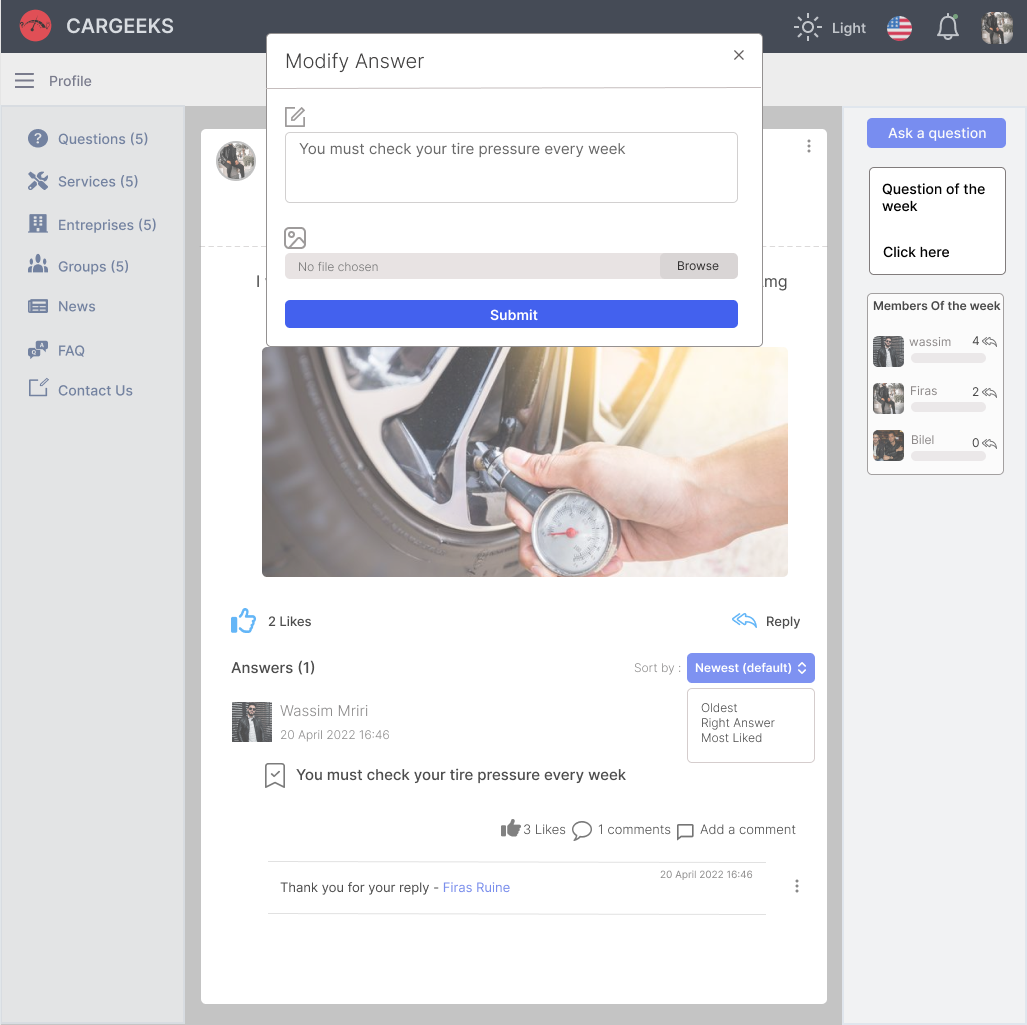 CARGEEKS
Light
Profile
Modify Answer
You must check your tire pressure every week
No file chosen
Browse
Submit
Questions (5)
Services (5)
Entreprises (5)
Groups (5)
News
FAQ
Contact Us
I
mg
2 Likes
Reply
Answers (1)
Sort by :
Newest (default)
Oldest
Right Answer
Most Liked
Wassim Mriri
20 April 2022 16:46
You must check your tire pressure every week
3 Likes
1 comments
Add a comment
20 April 2022 16:46
Thank you for your reply - Firas Ruine
Ask a question
Question of the
week
Click here
Members Of the week
wassim
4
Firas
2
Bilel
0